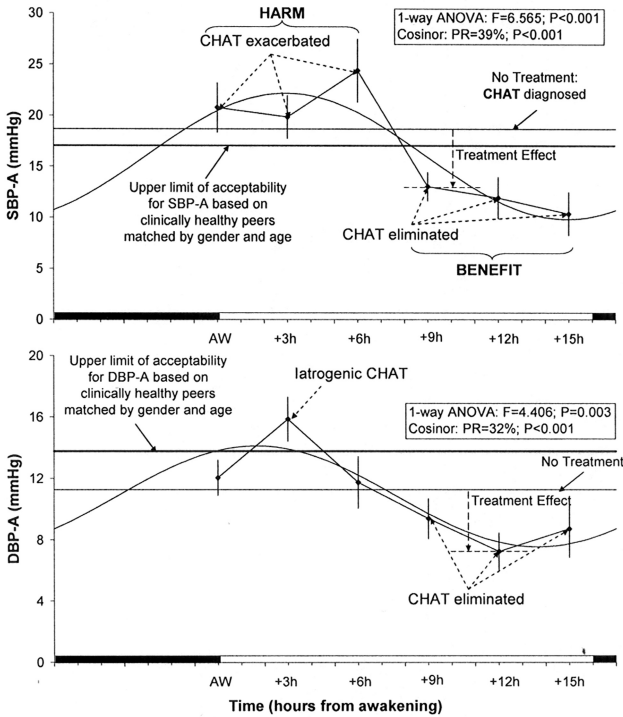 HARM
CHAT exacerbated
1-way ANOVA: F=6.565; P<0.001
Cosinor: PR=39%; P<0.001
No Treatment:
CHAT diagnosed
Treatment Effect
Upper limit of acceptability
for SBP-A based on
clinically healthy peers
matched by gender and age
CHAT eliminated
BENEFIT
SBP-A (mmHg)
30
25
20
15
10
5
0
AW +3h +6h +9h +12h +15h
Upper limit of acceptability
for DBP-A based on
clinically healthy peers
matched by gender and age
Iatrogenic CHAT
1-way ANOVA: F=4.406; P=0.003
Cosinor: PR=32%; P<0.001
No Treatment
Treatment Effect
CHAT eliminated
DBP-A (mmHg)
20
16
12
8
4
0
AW +3h +6h +9h +12h +15h
Time (hours from awakening)